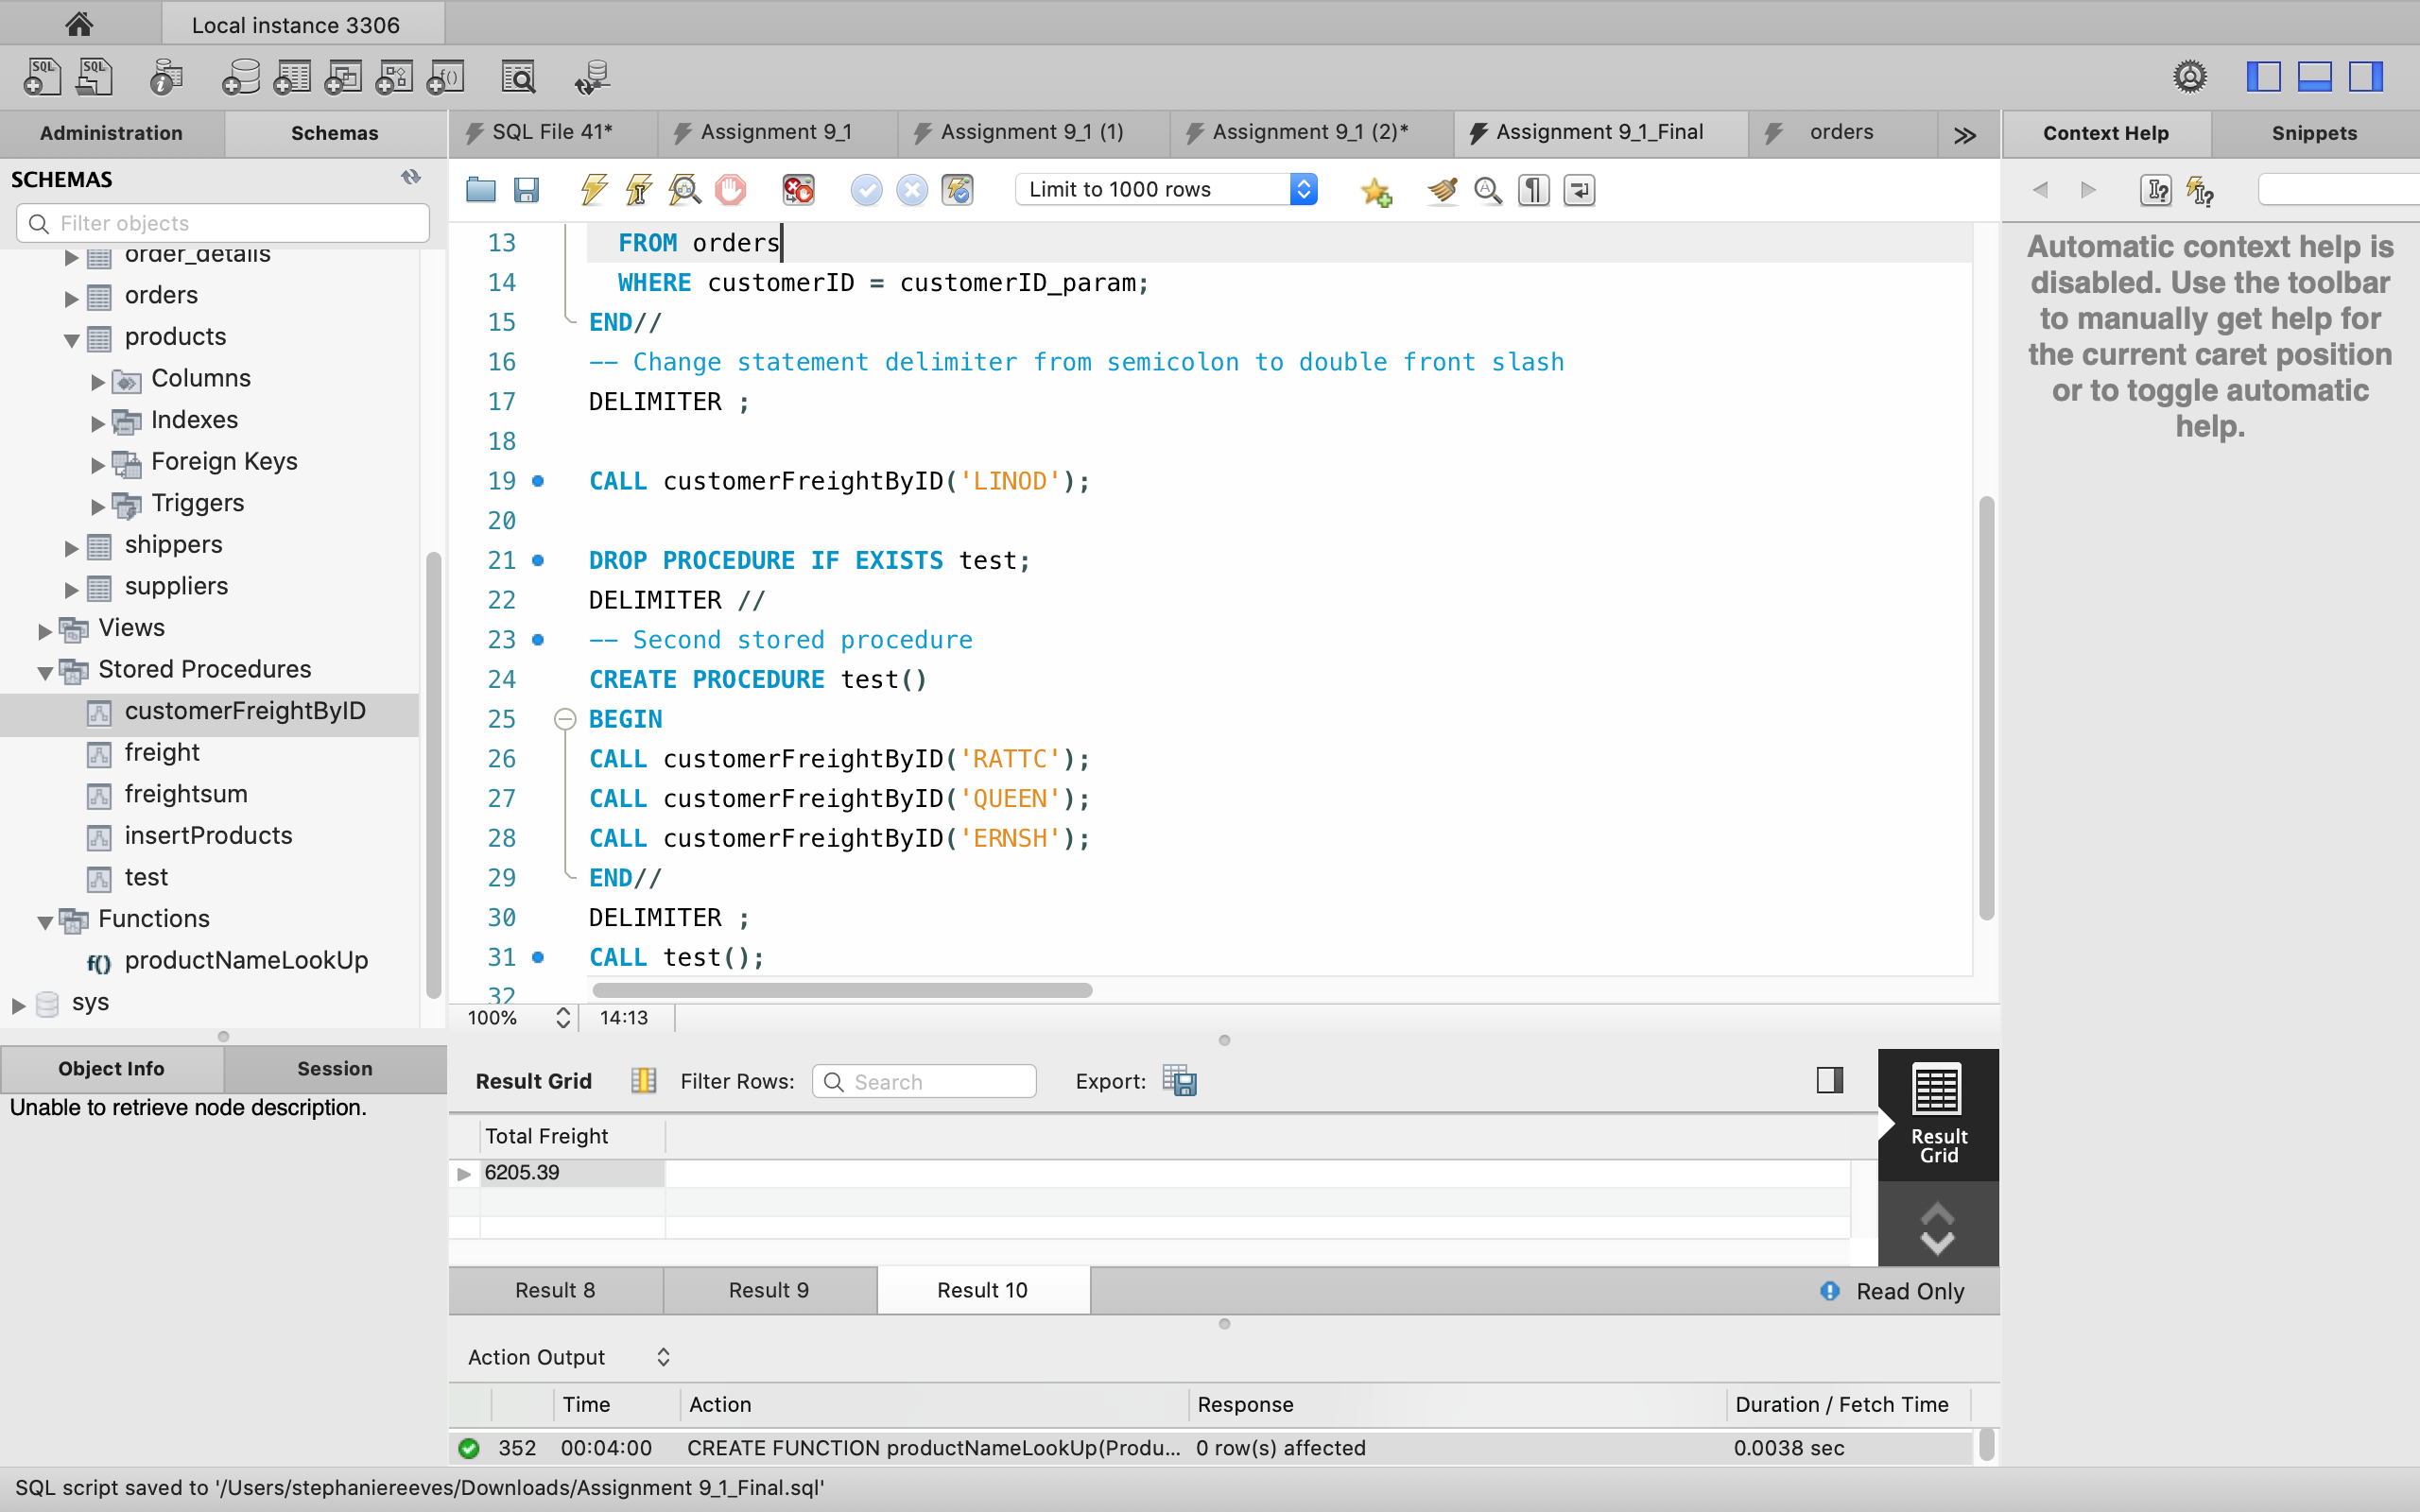 Local instance 3306
Administration
Schemas
SQL File 41*
Assignment 9_1
Assignment 9_1 (1)
Assignment 9_1 (2)*
Assignment 9_1_Final
orders
Context Help
Snippets
SCHEMAS
Filter objects
order_details
orders
products
Columns
Indexes
Foreign Keys
Triggers
shippers
suppliers
Views
Stored Procedures
customerFreightByID
freight
freightsum
insertProducts
test
Functions
f() productNameLookUp
sys
Object Info
Session
Unable to retrieve node description.
Limit to 1000 rows
13 FROM orders
14 WHERE customerID = customerID_param;
15 END//
16 -- Change statement delimiter from semicolon to double front slash
17 DELIMITER ;
18
19 CALL customerFreightByID('LINOD');
20
21 DROP PROCEDURE IF EXISTS test;
22 DELIMITER //
23 -- Second stored procedure
24 CREATE PROCEDURE test()
25 BEGIN
26 CALL customerFreightByID('RATTC');
27 CALL customerFreightByID('QUEEN');
28 CALL customerFreightByID('ERNSH');
29 END//
30 DELIMITER ;
31 CALL test();
32
100% 14:13
Automatic context help is
disabled. Use the toolbar
to manually get help for
the current caret position
or to toggle automatic
help.
Result Grid
Filter Rows:
Search
Export:
Total Freight
6205.39
Result
Grid
Result 8
Result 9
Result 10
Read Only
Action Output
Time
Action
Response
Duration / Fetch Time
352 00:04:00 CREATE FUNCTION productNameLookUp(Produ... 0 row(s) affected 0.0038 sec
SQL script saved to '/Users/stephaniereeves/Downloads/Assignment 9_1_Final.sql'